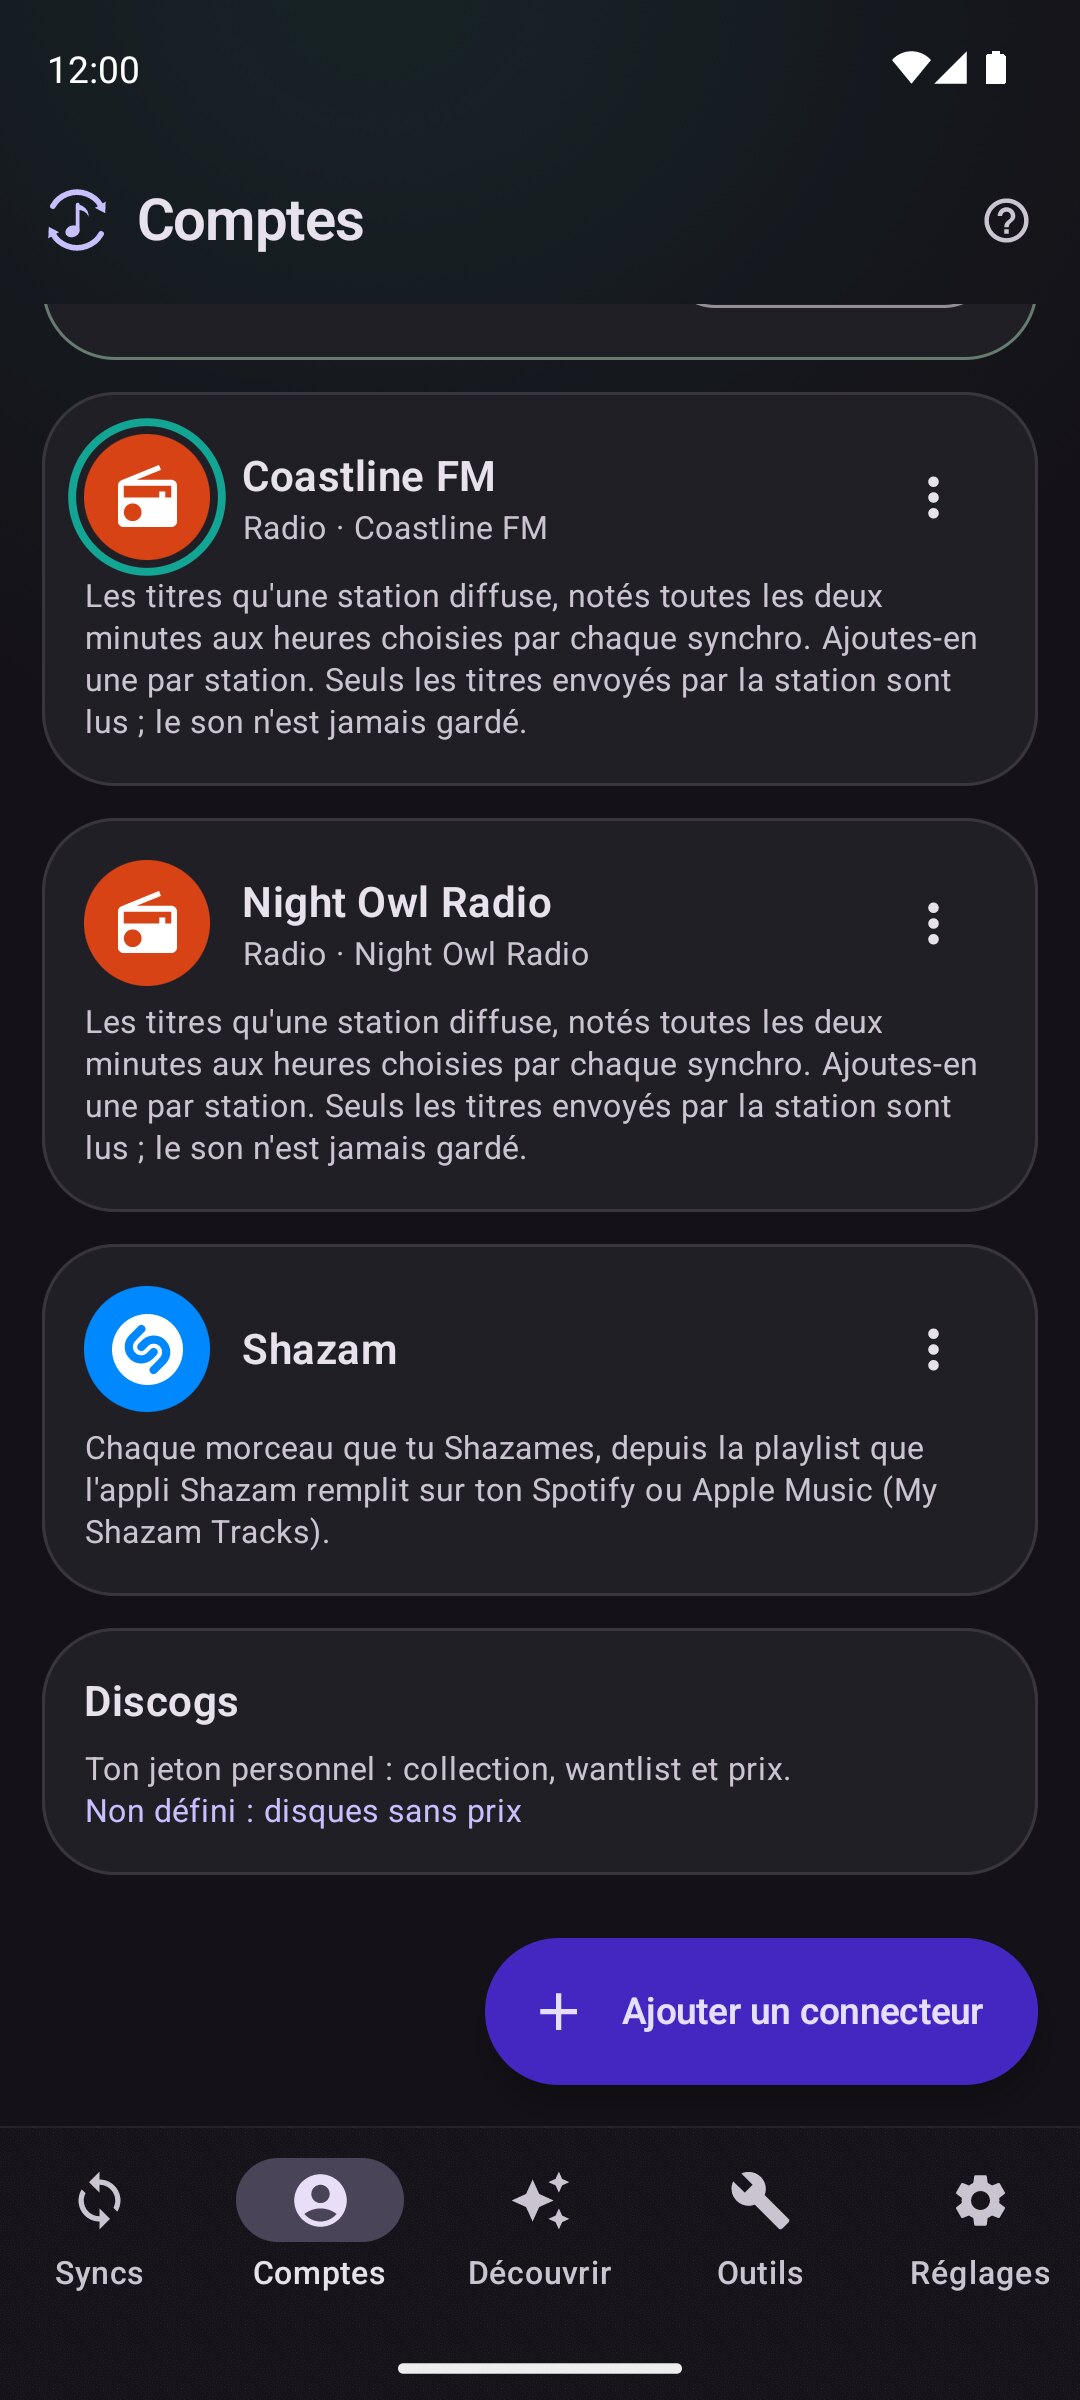 12:00
Comptes
Coastline FM
Radio · Coastline FM
Les titres qu'une station diffuse, notés toutes les deux
minutes aux heures choisies par chaque synchro. Ajoutes-en
une par station. Seuls les titres envoyés par la station sont
lus ; le son n'est jamais gardé.
Night Owl Radio
Radio · Night Owl Radio
Les titres qu'une station diffuse, notés toutes les deux
minutes aux heures choisies par chaque synchro. Ajoutes-en
une par station. Seuls les titres envoyés par la station sont
lus ; le son n'est jamais gardé.
Shazam
Chaque morceau que tu Shazames, depuis la playlist que
l'appli Shazam remplit sur ton Spotify ou Apple Music (My
Shazam Tracks).
Discogs
Ton jeton personnel : collection, wantlist et prix.
Non défini : disques sans prix
Ajouter un connecteur
Syncs
Comptes
Découvrir
Outils
Réglages